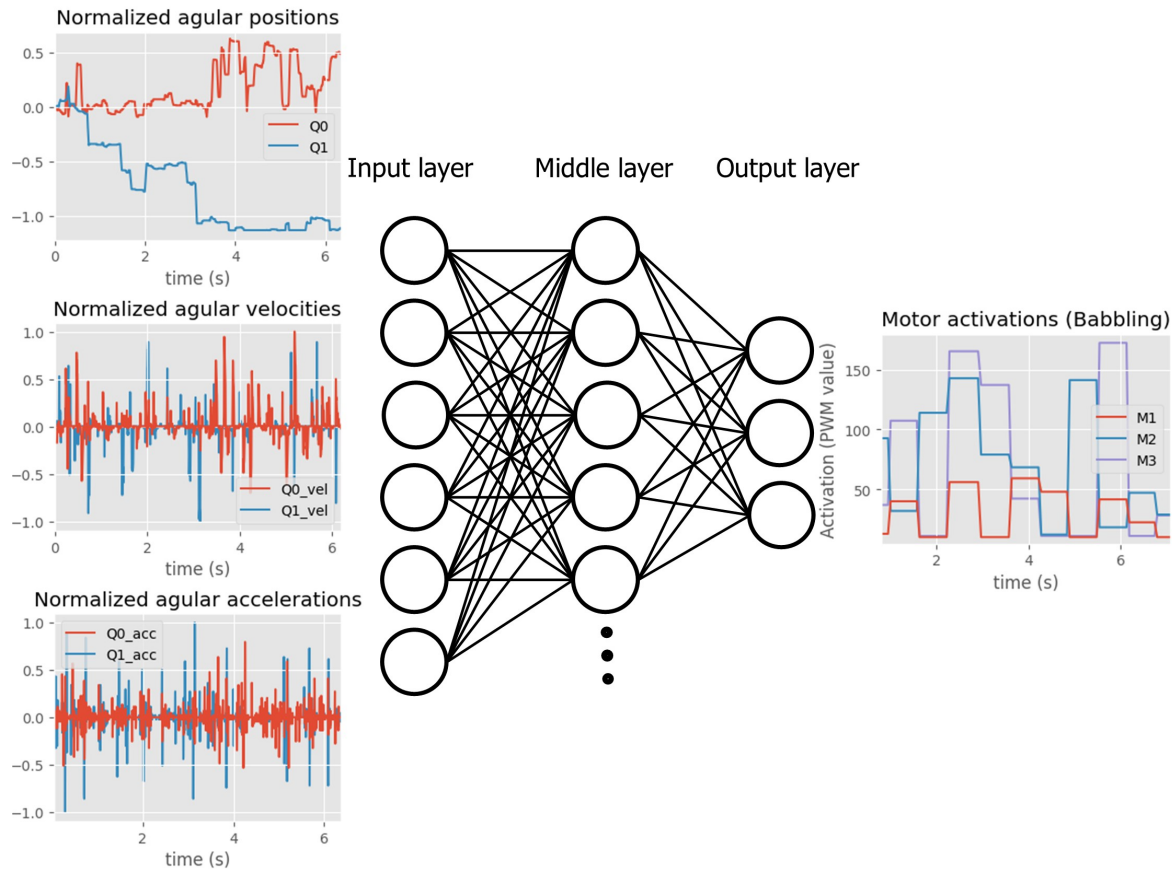 Normalized agular positions
0.5
0.0
−0.5
−1.0
Q0
Q1
0
2
4
6
time (s)
Normalized agular velocities
1.0
0.5
0.0
−0.5
−1.0
Q0_vel
Q1_vel
0
2
4
6
time (s)
Normalized agular accelerations
1.0
0.5
0.0
−0.5
−1.0
Q0_acc
Q1_acc
2
4
6
time (s)
Input layer
Middle layer
Output layer
Motor activations (Babbling)
Activation (PWM value)
150
100
50
M1
M2
M3
2
4
6
time (s)